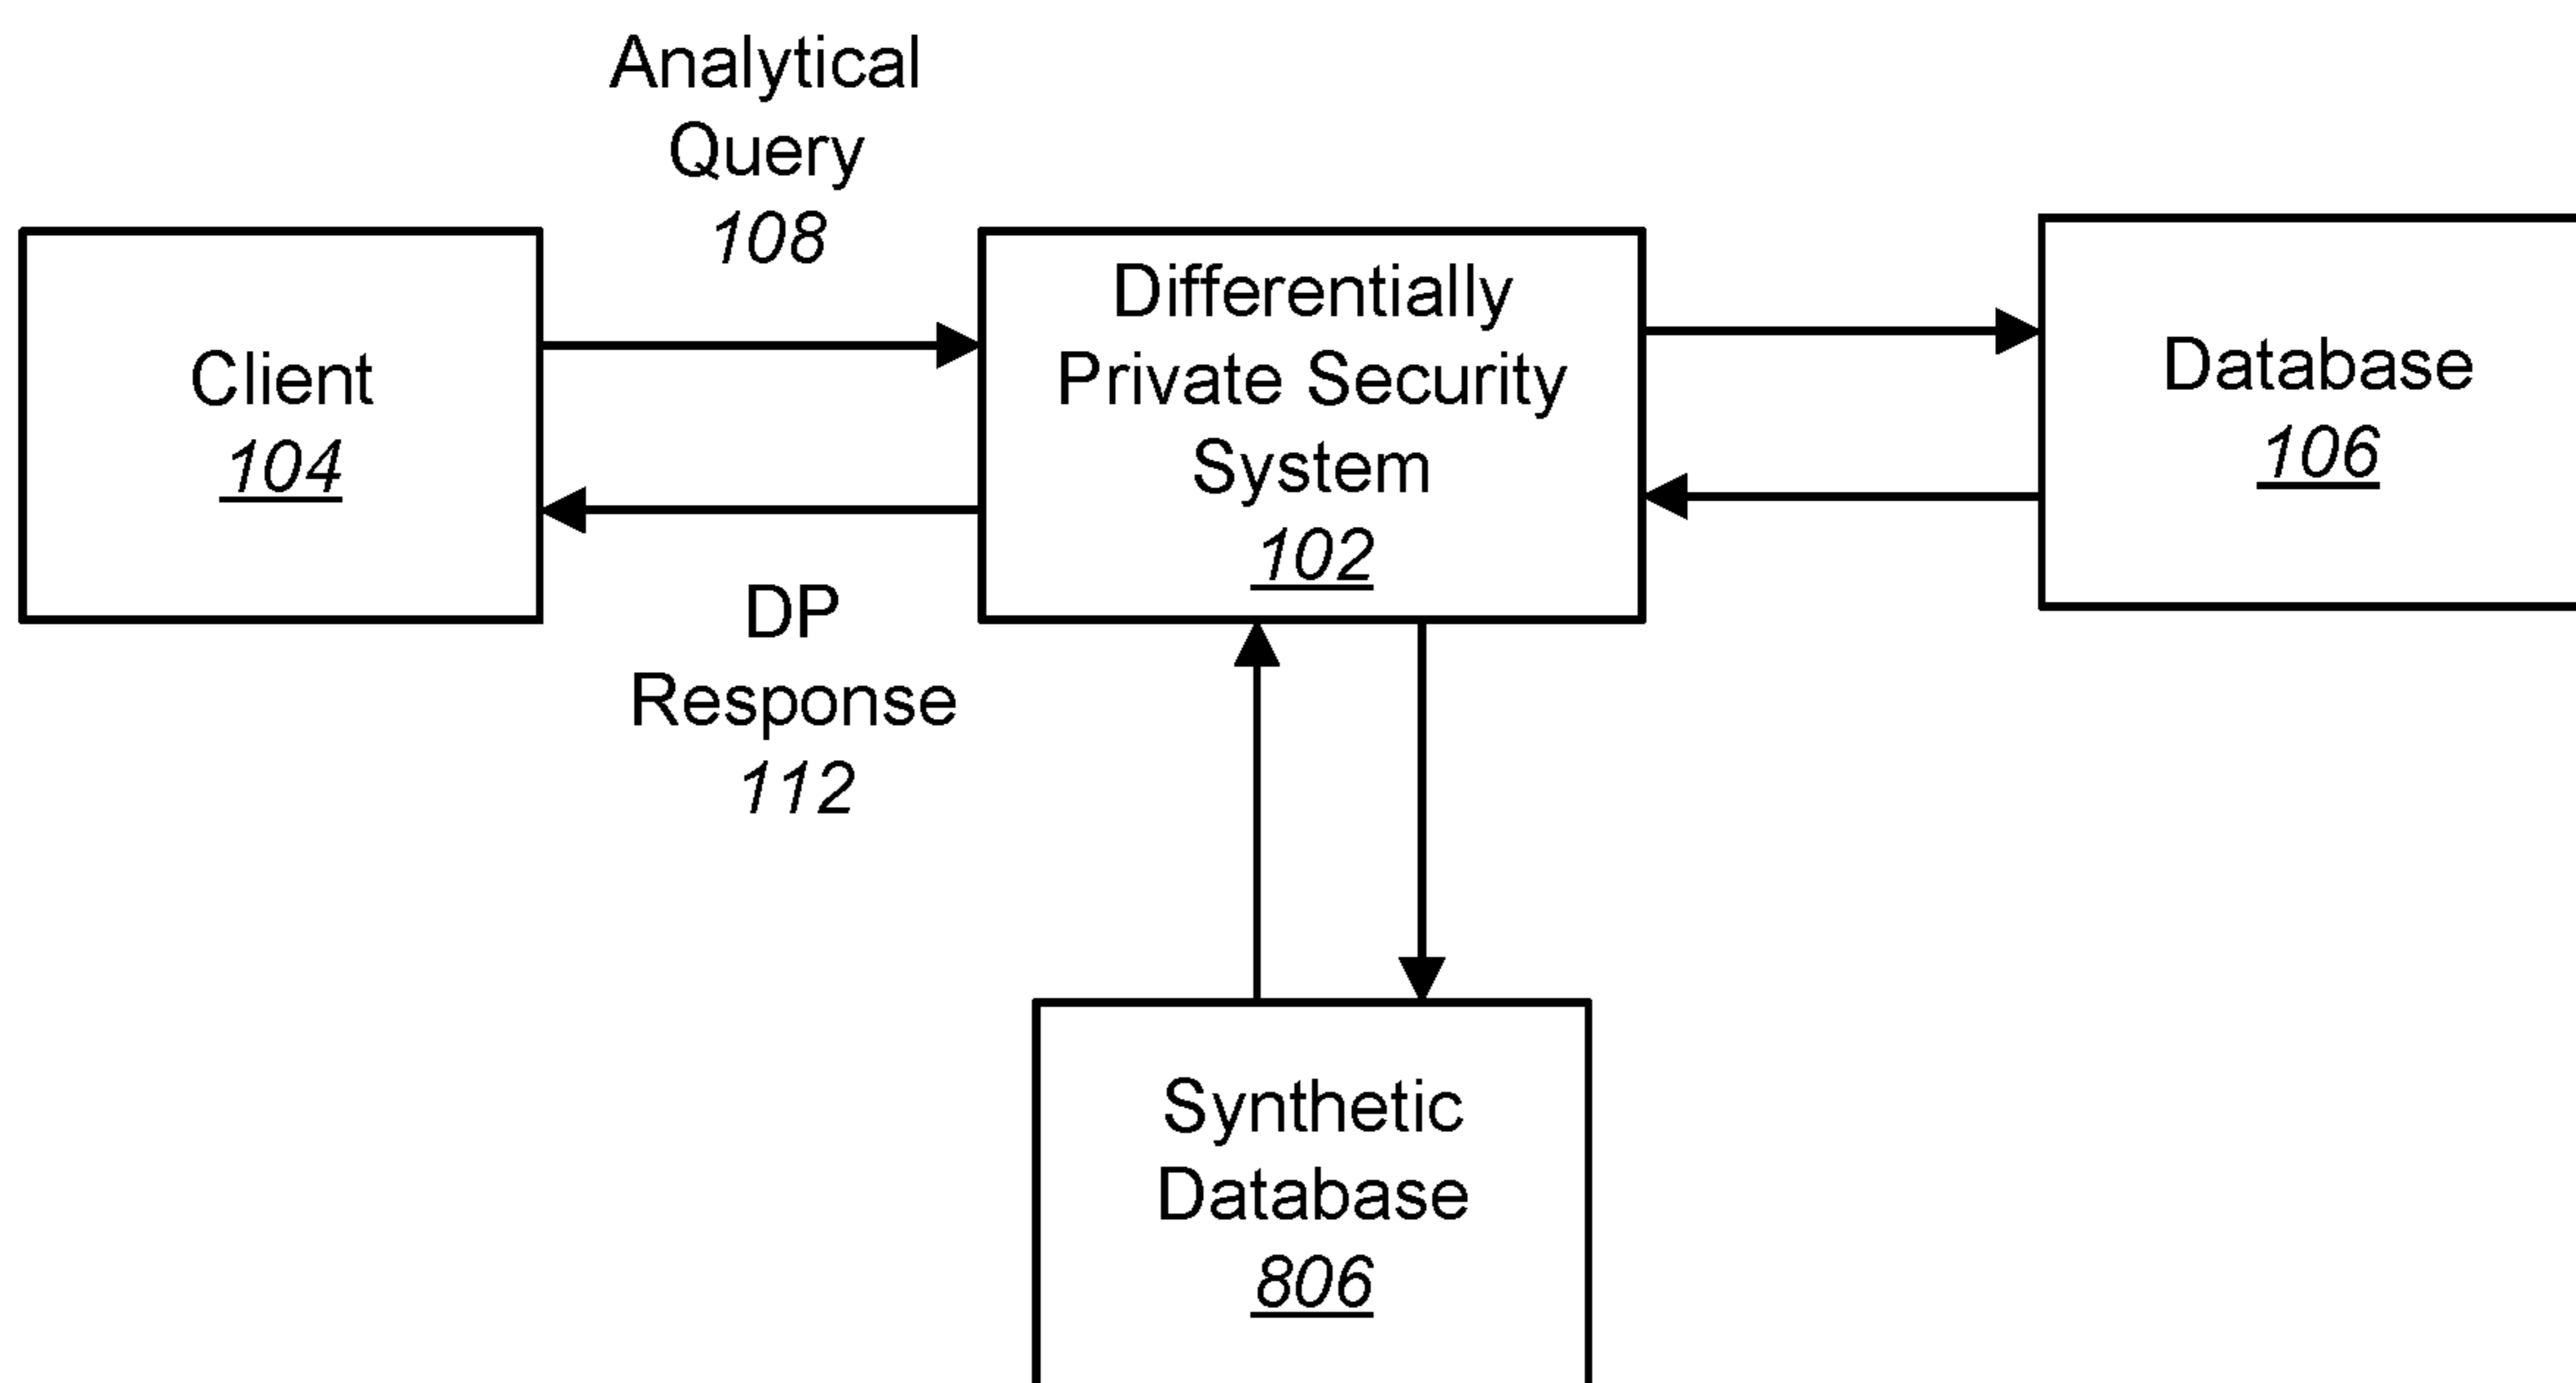 Analytical
Query
108
Client
104
Differentially
Private Security
System
102
Database
106
DP
Response
112
Synthetic
Database
806